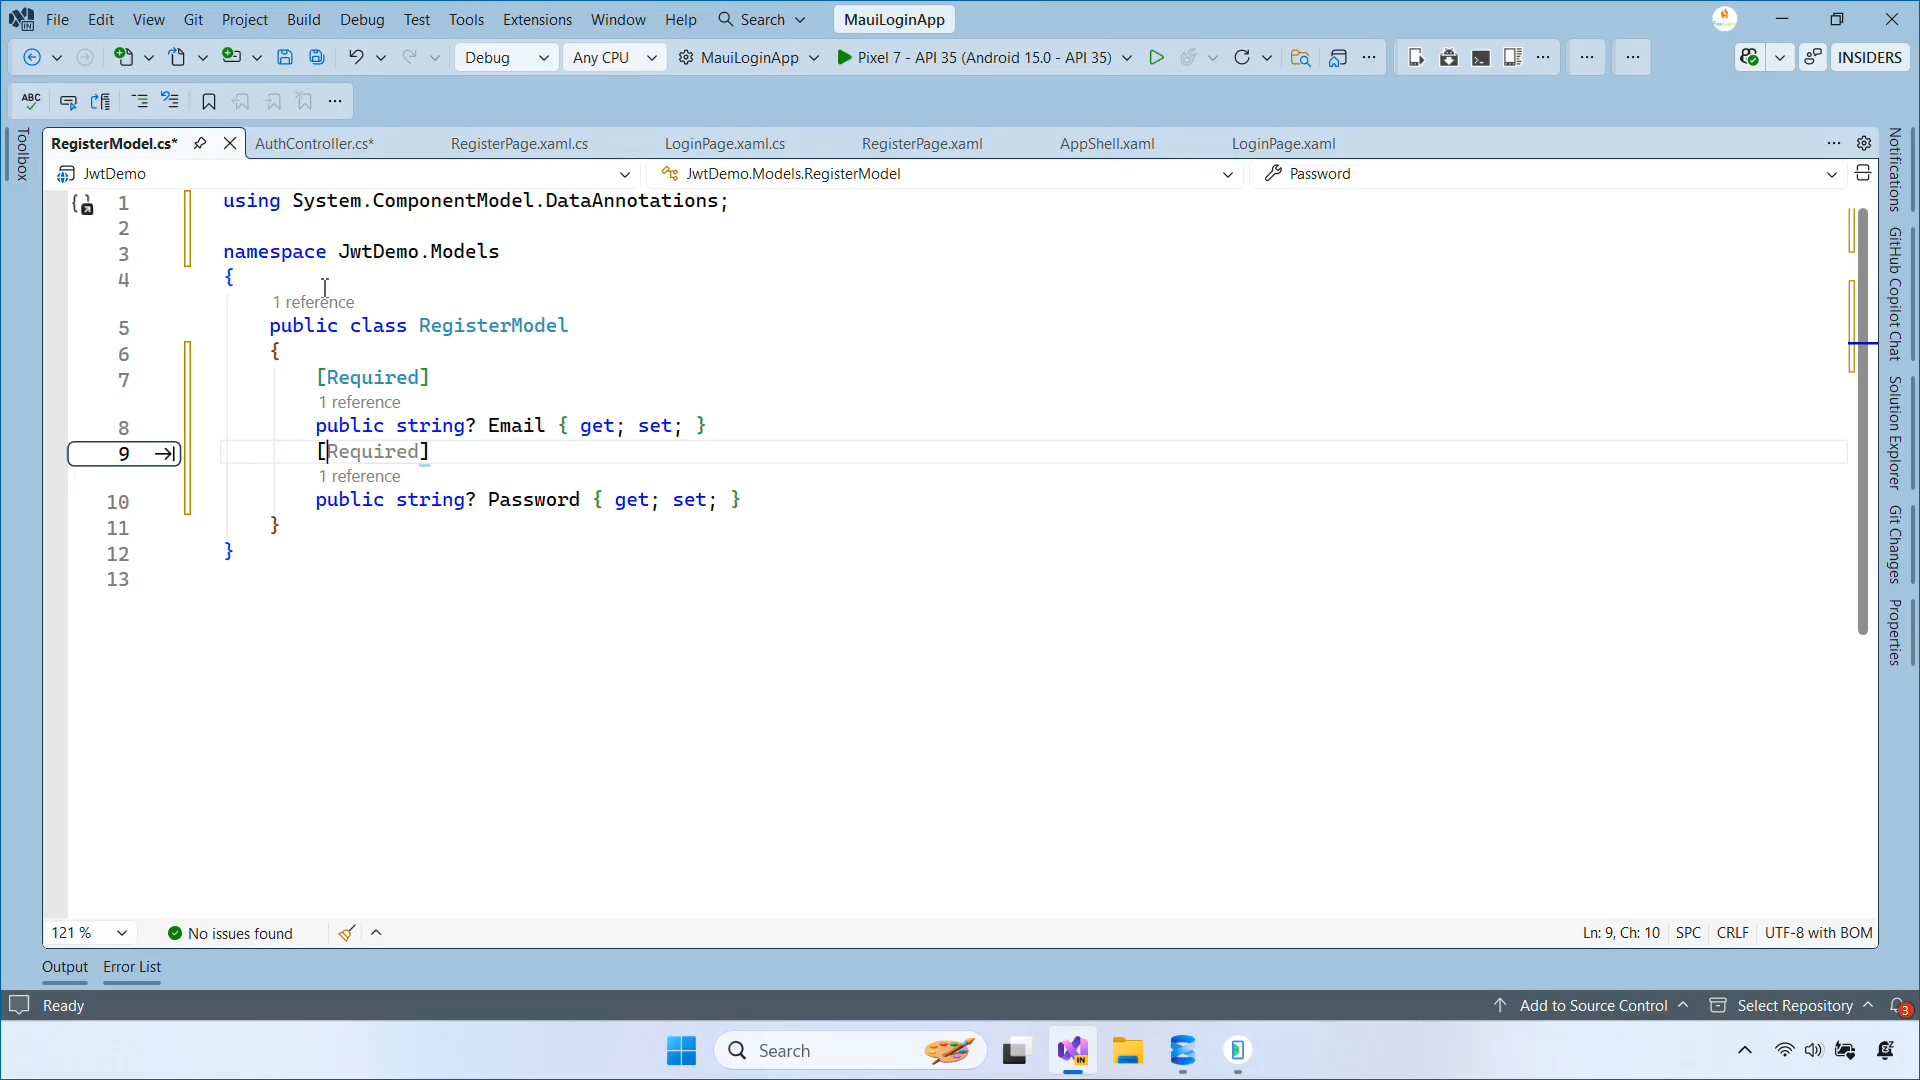 File Edit View Git Project Build Debug Test Tools Extensions Window Help Search MauiLoginApp
Debug Any CPU MauiLoginApp Pixel 7 - API 35 (Android 15.0 - API 35) INSIDERS
ABC
RegisterModel.cs* AuthController.cs* RegisterPage.xaml.cs LoginPage.xaml.cs RegisterPage.xaml AppShell.xaml LoginPage.xaml
JwtDemo JwtDemo.Models.RegisterModel Password
Toolbox
1 using System.ComponentModel.DataAnnotations;
2
3 namespace JwtDemo.Models
4 {
1 reference
5 public class RegisterModel
6 {
7 [Required]
1 reference
8 public string? Email { get; set; }
9 [Required]
1 reference
10 public string? Password { get; set; }
11 }
12 }
13
Notifications
GitHub Copilot Chat
Solution Explorer
Git Changes
Properties
121 % No issues found Ln: 9, Ch: 10 SPC CRLF UTF-8 with BOM
Output Error List
Ready Add to Source Control Select Repository 3
Search